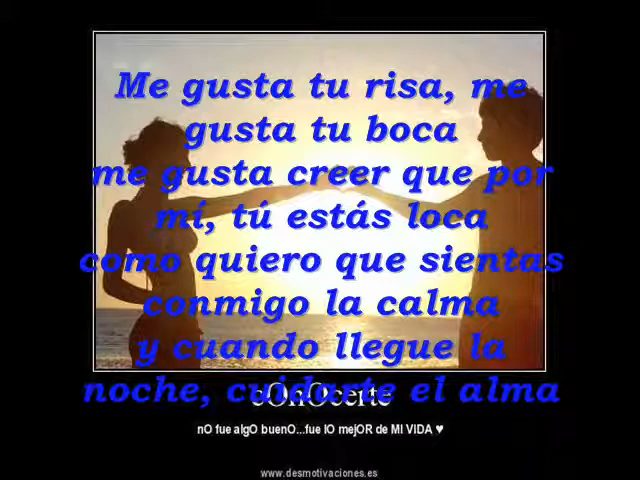 Me gusta tu risa, me
gusta tu boca
me gusta creer que por
mí, tú estás loca
como quiero que sientas
conmigo la calma
y cuando llegue la
noche, cuidarte el alma
cOnOcerte
nO fue algO buenO...fue lO mejOR de MI VIDA ♥
www.desmotivaciones.es